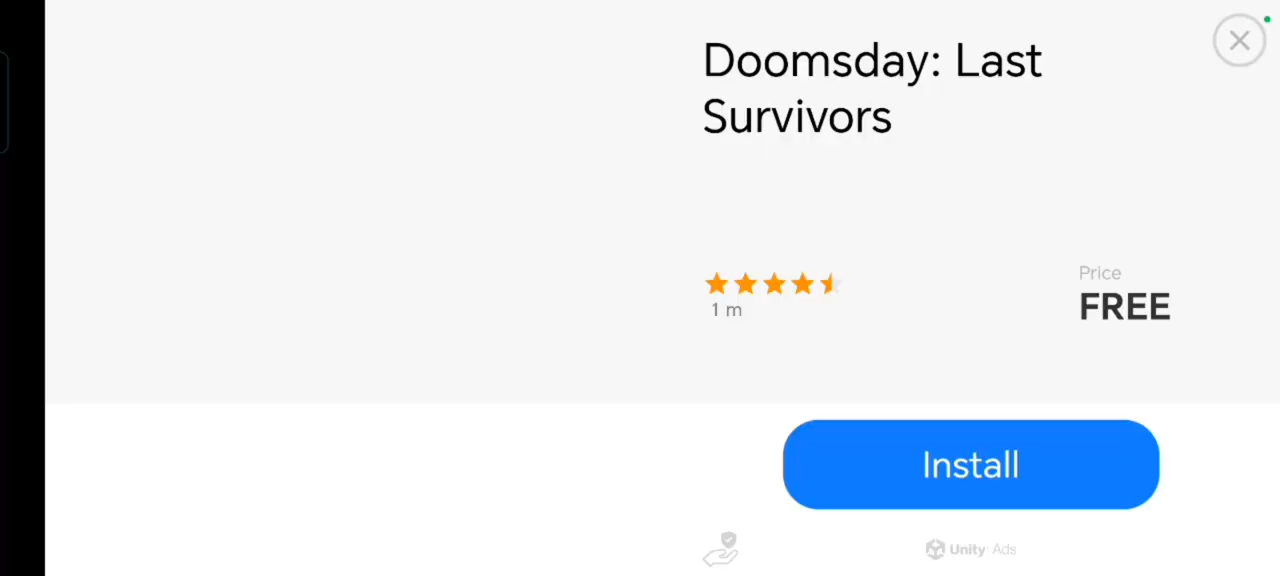 Doomsday: Last
Survivors
1 m
Price
FREE
Install
Unity Ads